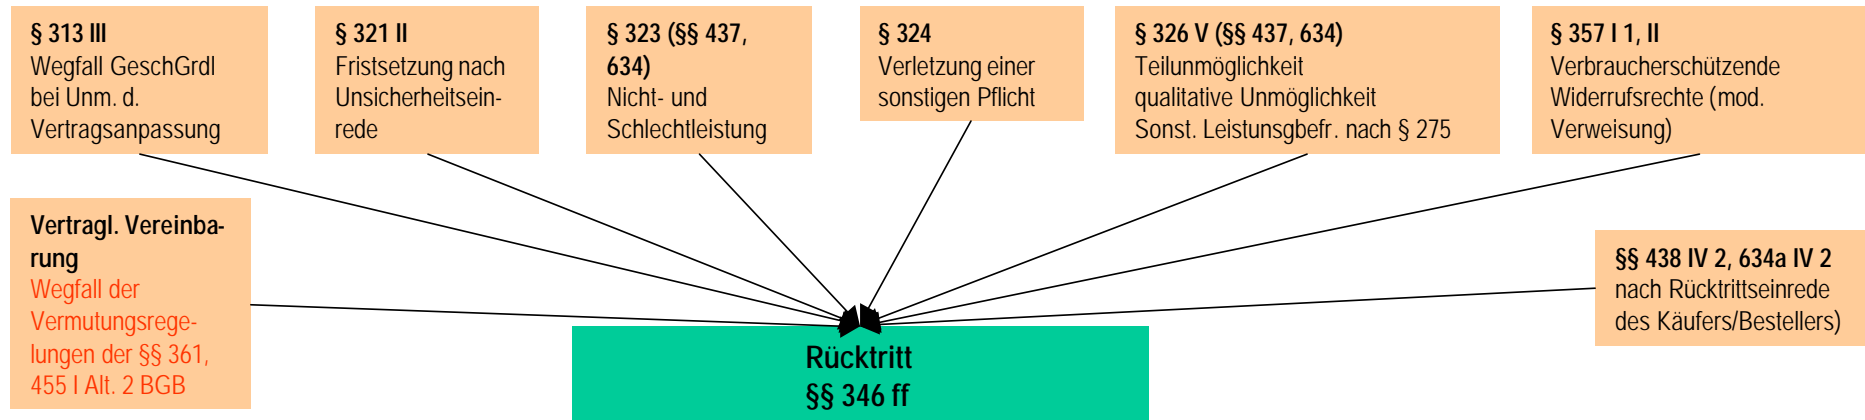 § 313 III
Wegfall GeschGrdl
bei Unm. d.
Vertragsanpassung
§ 321 II
Fristsetzung nach
Unsicherheitsein-
rede
§ 323 (§§ 437,
634)
Nicht- und
Schlechtleistung
§ 324
Verletzung einer
sonstigen Pflicht
§ 326 V (§§ 437, 634)
Teilunmöglichkeit
qualitative Unmöglichkeit
Sonst. Leistunsgbefr. nach § 275
§ 357 I 1, II
Verbraucherschützende
Widerrufsrechte (mod.
Verweisung)
Vertragl. Vereinba-
rung
Wegfall der
Vermutungsrege-
lungen der §§ 361,
455 I Alt. 2 BGB
§§ 438 IV 2, 634a IV 2
nach Rücktrittseinrede
des Käufers/Bestellers)
Rücktritt
§§ 346 ff